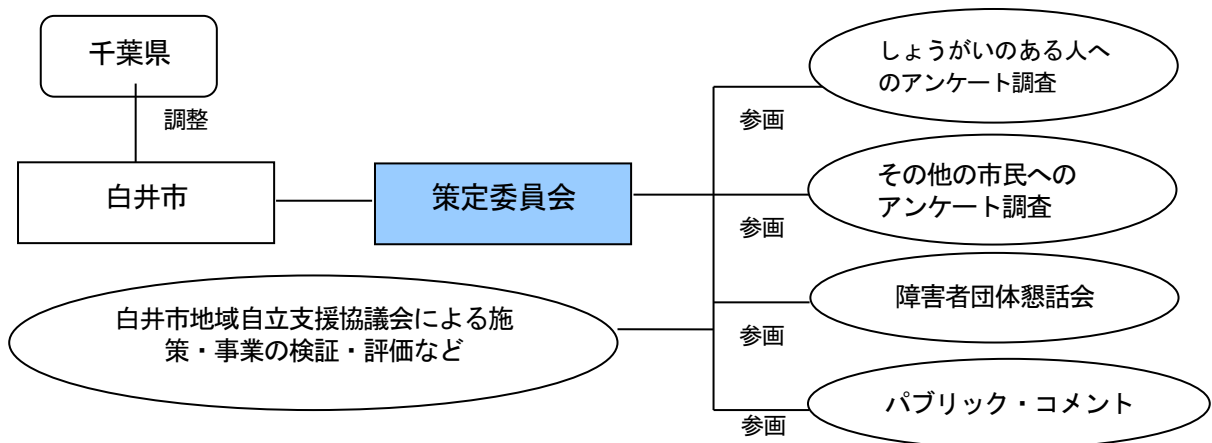 千葉県
調整
白井市
策定委員会
白井市地域自立支援協議会による施
策・事業の検証・評価など
しょうがいのある人へ
のアンケート調査
参画
その他の市民への
アンケート調査
参画
障害者団体懇話会
参画
パブリック・コメント
参画